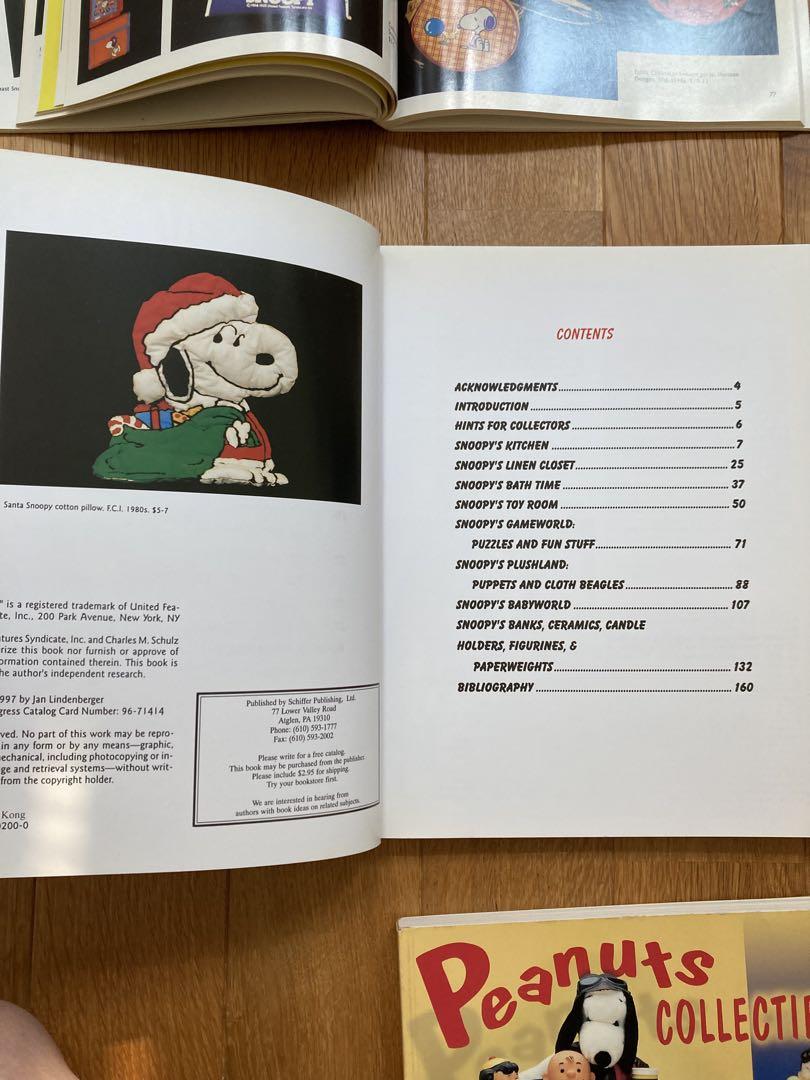 SNOOPY
77
Santa Snoopy cotton pillow. F.C.I. 1980s. $5-7
" is a registered trademark of United Fea-
te, Inc., 200 Park Avenue, New York, NY
tures Syndicate, Inc. and Charles M. Schulz
rize this book nor furnish or approve of
ormation contained therein. This book is
he author's independent research.
997 by Jan Lindenberger
gress Catalog Card Number: 96-71414
ved. No part of this work may be repro-
in any form or by any means—graphic,
echanical, including photocopying or in-
ge and retrieval systems—without writ-
from the copyright holder.
Kong
0200-0
Published by Schiffer Publishing, Ltd.
77 Lower Valley Road
Atglen, PA 19310
Phone: (610) 593-1777
Fax: (610) 593-2002
Please write for a free catalog.
This book may be purchased from the publisher.
Please include $2.95 for shipping.
Try your bookstore first.
We are interested in hearing from
authors with book ideas on related subjects.
CONTENTS
ACKNOWLEDGMENTS 4
INTRODUCTION 5
HINTS FOR COLLECTORS 6
SNOOPY'S KITCHEN 7
SNOOPY'S LINEN CLOSET 25
SNOOPY'S BATH TIME 37
SNOOPY'S TOY ROOM 50
SNOOPY'S GAMEWORLD:
PUZZLES AND FUN STUFF 71
SNOOPY'S PLUSHLAND:
PUPPETS AND CLOTH BEAGLES 88
SNOOPY'S BABYWORLD 107
SNOOPY'S BANKS, CERAMICS, CANDLE
HOLDERS, FIGURINES, &
PAPERWEIGHTS 132
BIBLIOGRAPHY 160
Peanuts
COLLECTI